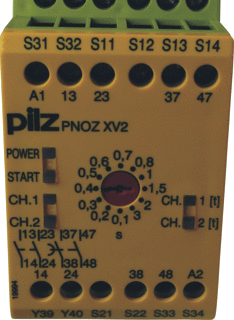 S31 S32 S11 S12 S13 S14
A1 13 23 37 47
pilz PNOZ XV2
POWER
START
0,6 0,7 0,8
0,5 1
0,4 1,5
0,3 2
0,2 0,1 3
s
CH.1
CH.2
CH. 1 [t]
CH. 2 [t]
13 23 37 47
14 24 38 48
14 24 38 48 A2
Y39 Y40 S21 S22 S33 S34